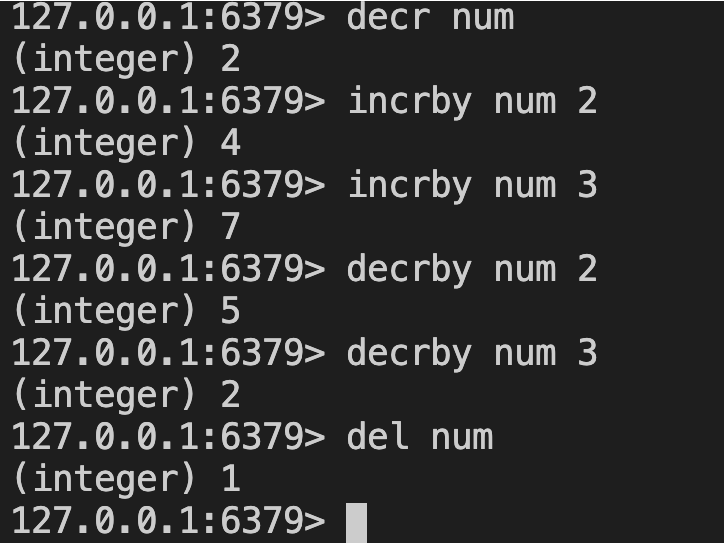 127.0.0.1:6379> decr num
(integer) 2
127.0.0.1:6379> incrby num 2
(integer) 4
127.0.0.1:6379> incrby num 3
(integer) 7
127.0.0.1:6379> decrby num 2
(integer) 5
127.0.0.1:6379> decrby num 3
(integer) 2
127.0.0.1:6379> del num
(integer) 1
127.0.0.1:6379>